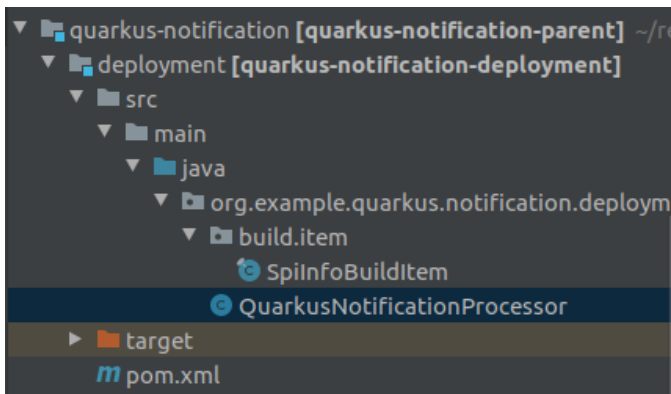 quarkus-notification [quarkus-notification-parent] ~/re
deployment [quarkus-notification-deployment]
src
main
java
org.example.quarkus.notification.deploym
build.item
SpiInfoBuildItem
QuarkusNotificationProcessor
target
pom.xml